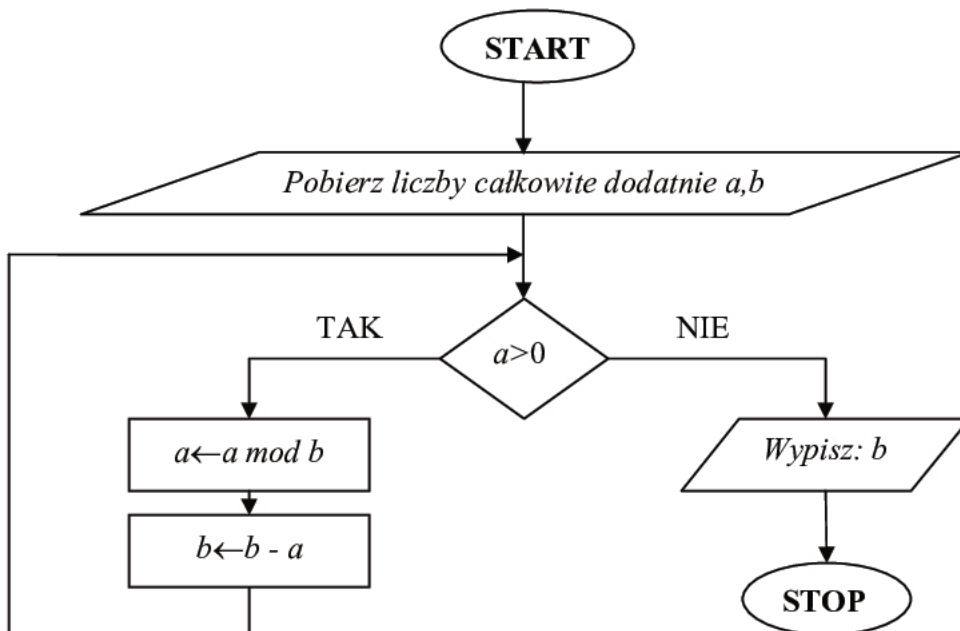 START
Pobierz liczby całkowite dodatnie a,b
TAK
NIE
a>0
a←a mod b
Wypisz: b
b←b - a
STOP